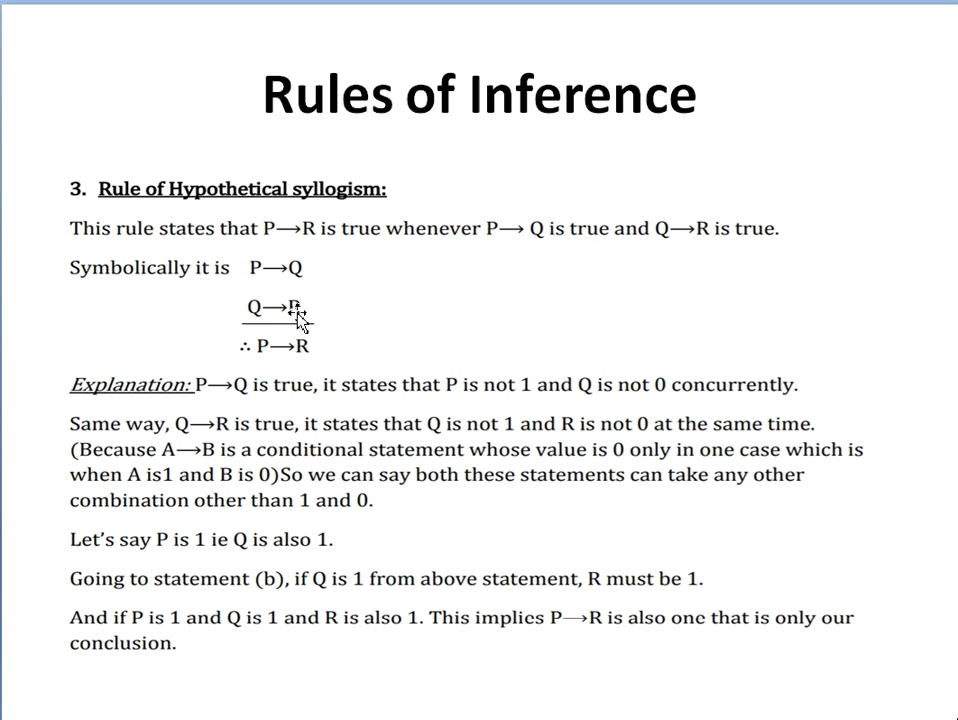 Rules of Inference
3. Rule of Hypothetical syllogism:
This rule states that P⟶R is true whenever P⟶ Q is true and Q⟶R is true.
Symbolically it is P⟶Q
Q⟶R
∴ P⟶R
Explanation: P⟶Q is true, it states that P is not 1 and Q is not 0 concurrently.
Same way, Q⟶R is true, it states that Q is not 1 and R is not 0 at the same time.
(Because A⟶B is a conditional statement whose value is 0 only in one case which is
when A is1 and B is 0)So we can say both these statements can take any other
combination other than 1 and 0.
Let's say P is 1 ie Q is also 1.
Going to statement (b), if Q is 1 from above statement, R must be 1.
And if P is 1 and Q is 1 and R is also 1. This implies P⟶R is also one that is only our
conclusion.